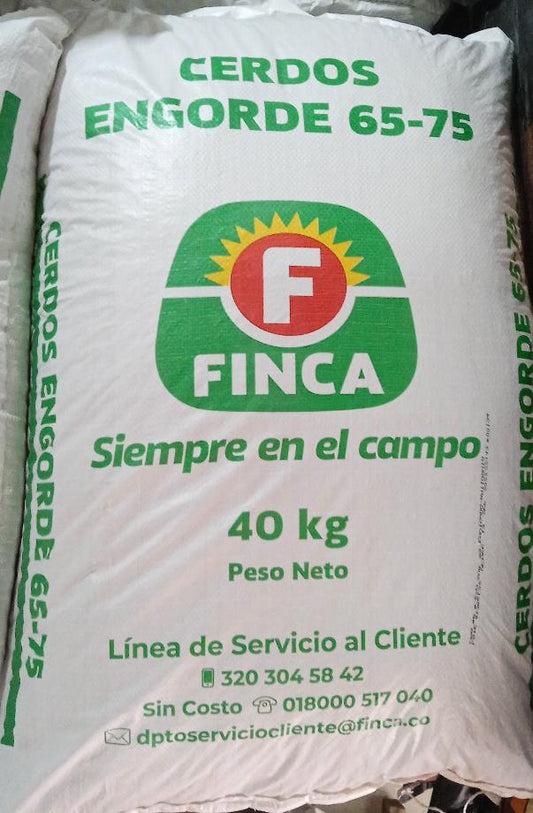 CERDOS
ENGORDE 65-75
F
FINCA
Siempre en el campo
40 kg
Peso Neto
Línea de Servicio al Cliente
320 304 58 42
Sin Costo 018000 517 040
dptoserviciocliente@finca.co
CERDOS ENGORDE 65-75
CERDOS ENGORDE 65-75